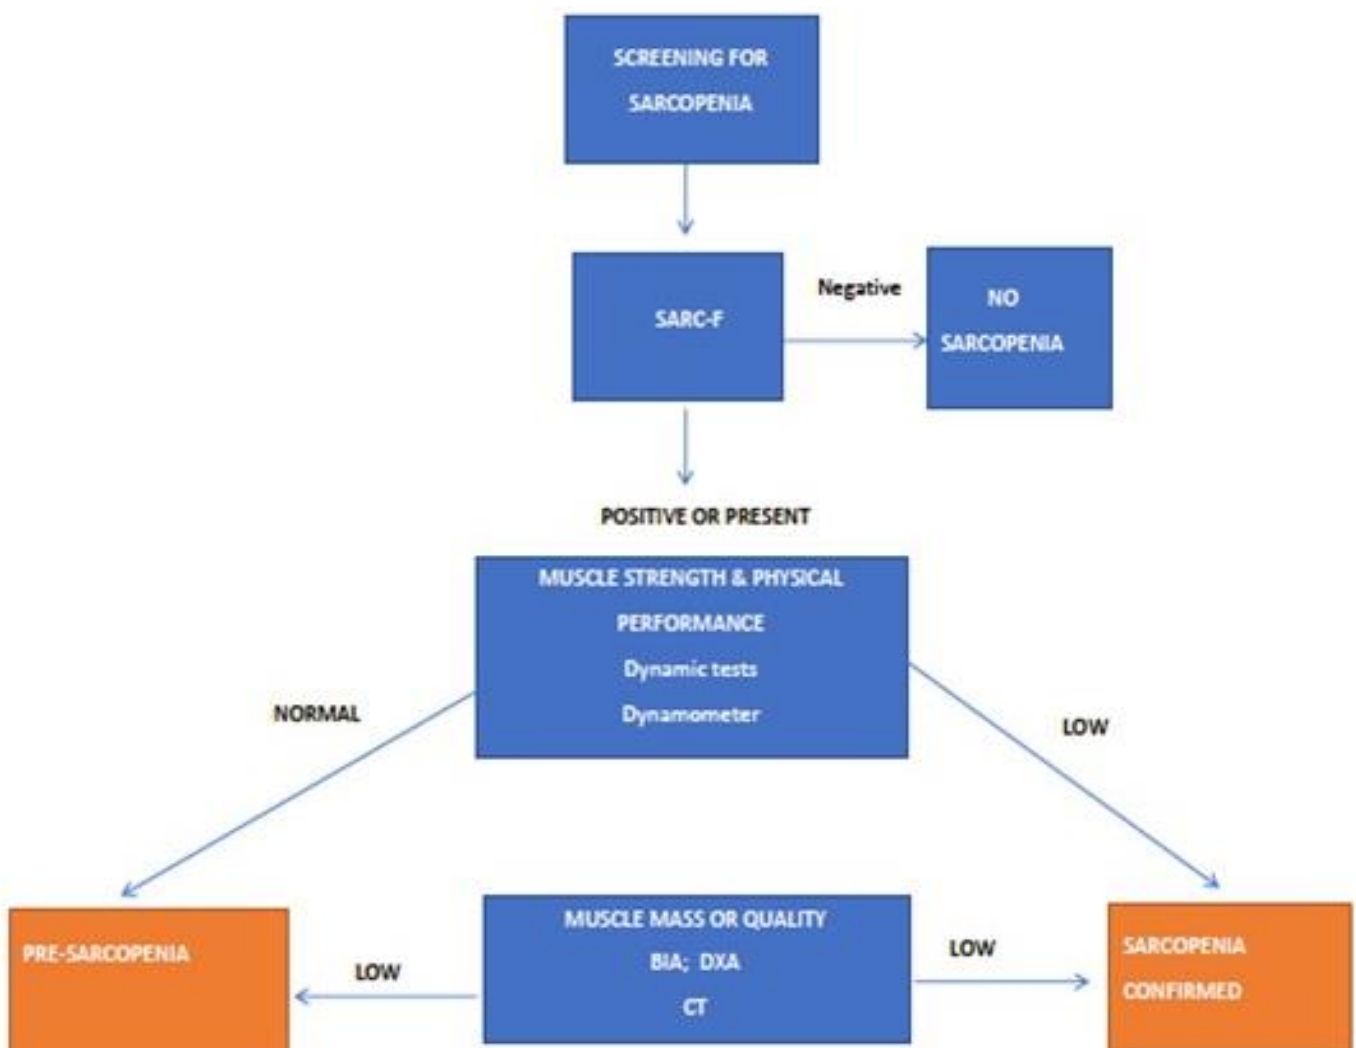 SCREENING FOR
SARCOPENIA
SARC-F
Negative
NO
SARCOPENIA
POSITIVE OR PRESENT
MUSCLE STRENGTH & PHYSICAL
PERFORMANCE
Dynamic tests
Dynamometer
NORMAL
LOW
PRE-SARCOPENIA
LOW
MUSCLE MASS OR QUALITY
BIA; DXA
CT
LOW
SARCOPENIA
CONFIRMED